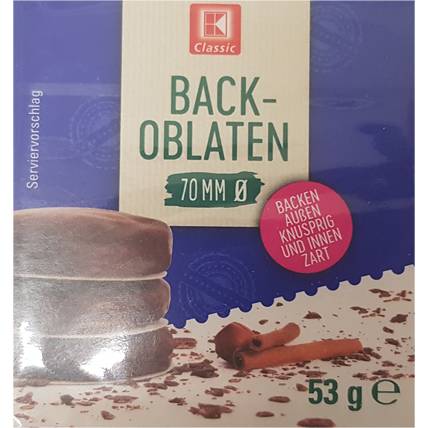 K
Classic
BACK-
OBLATEN
70 MM Ø
Serviervorschlag
BACKEN
AUßEN
KNUSPRIG
UND INNEN
ZART
53 g ℮